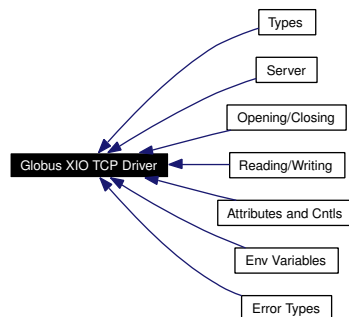 Types
Server
Opening/Closing
Globus XIO TCP Driver
Reading/Writing
Attributes and Cntls
Env Variables
Error Types